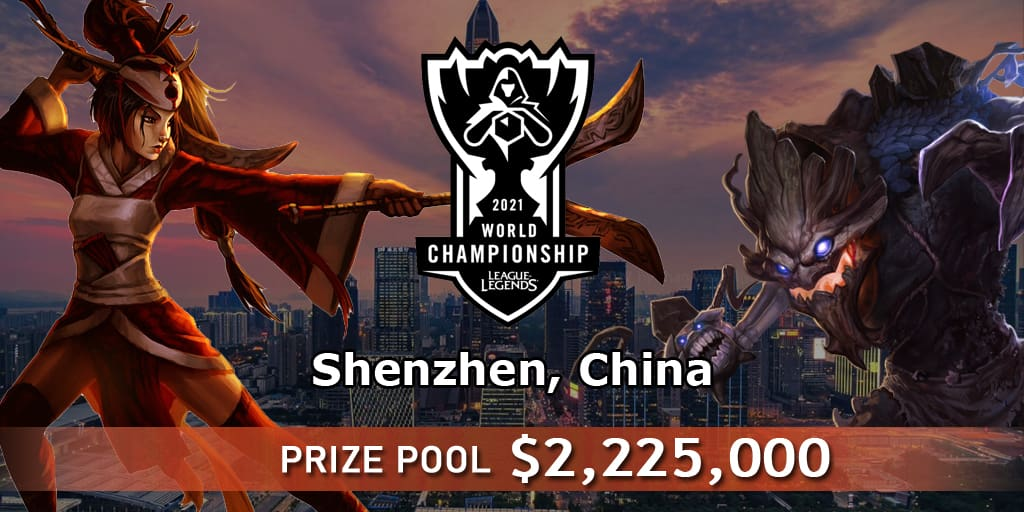 2021
WORLD
CHAMPIONSHIP
LEAGUE OF
LEGENDS
Shenzhen, China
PRIZE POOL $2,225,000